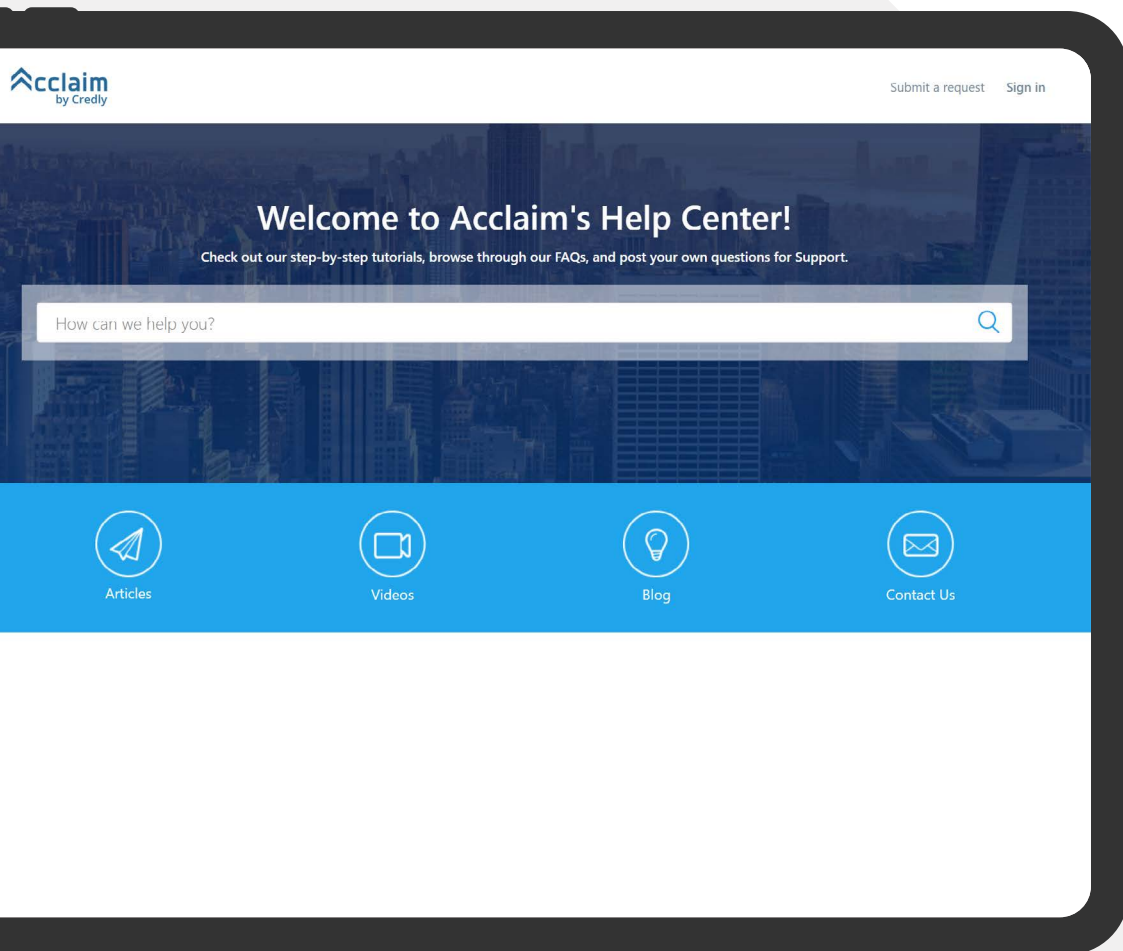 Acclaim
by Credly
Submit a request Sign in
Welcome to Acclaim's Help Center!
Check out our step-by-step tutorials, browse through our FAQs, and post your own questions for Support.
How can we help you?
Articles Videos Blog Contact Us